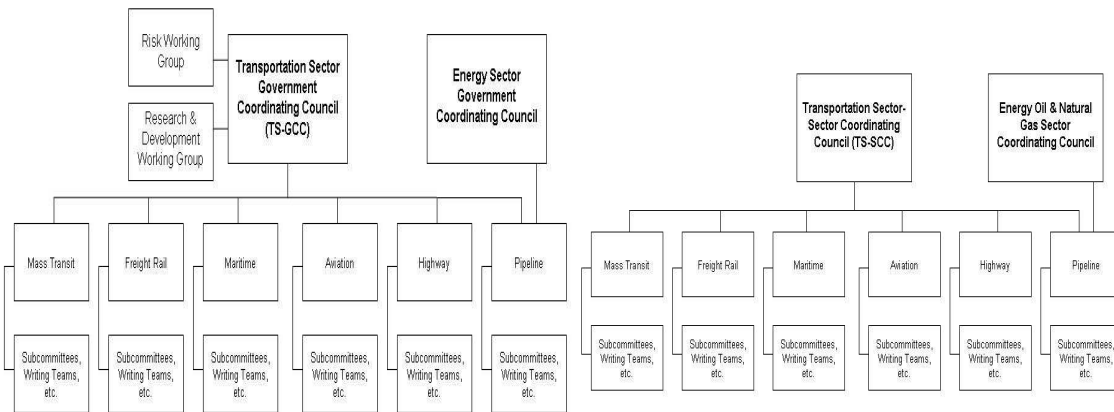 Risk Working
Group
Transportation Sector
Government
Coordinating Council
(TS-GCC)
Research &
Development
Working Group
Energy Sector
Government
Coordinating Council
Mass Transit
Freight Rail
Maritime
Aviation
Highway
Pipeline
Subcommittees,
Writing Teams,
etc.
Subcommittees,
Writing Teams,
etc.
Subcommittees,
Writing Teams,
etc.
Subcommittees,
Writing Teams,
etc.
Subcommittees,
Writing Teams,
etc.
Subcommittees,
Writing Teams,
etc.
Transportation Sector-
Sector Coordinating
Council (TS-SCC)
Energy Oil & Natural
Gas Sector
Coordinating Council
Mass Transit
Freight Rail
Maritime
Aviation
Highway
Pipeline
Subcommittees,
Writing Teams,
etc.
Subcommittees,
Writing Teams,
etc.
Subcommittees,
Writing Teams,
etc.
Subcommittees,
Writing Teams,
etc.
Subcommittees,
Writing Teams,
etc.
Subcommittees,
Writing Teams,
etc.